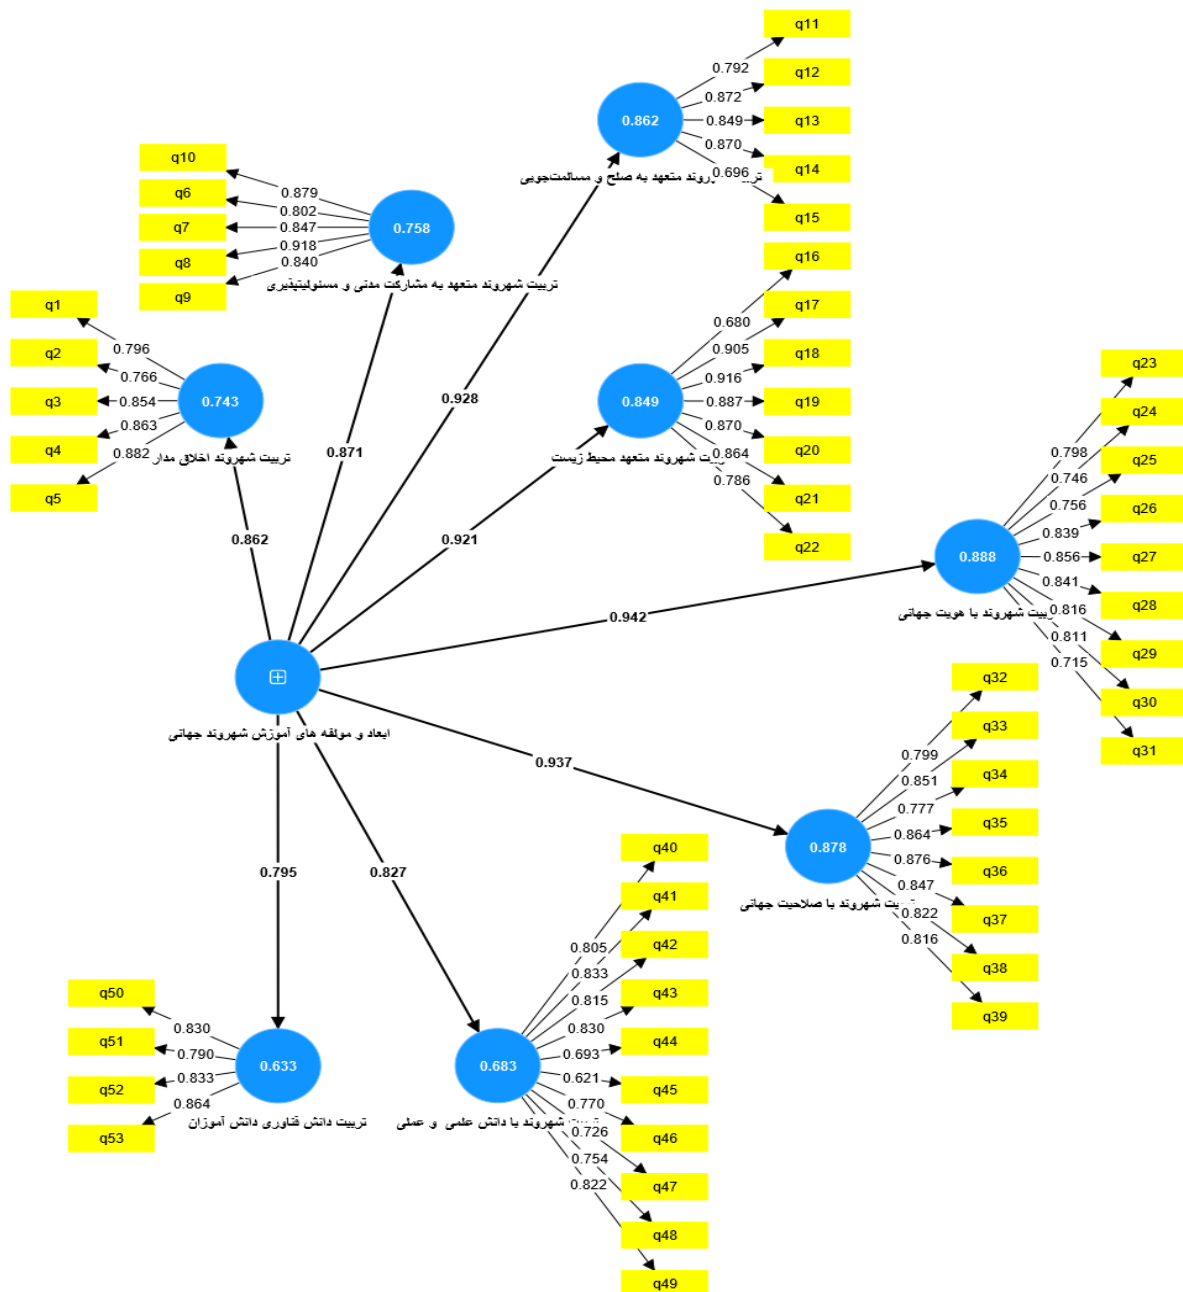 q11
0.792
q12
0.872
0.862
0.849
q13
0.870
q14
0.696
شهروند متعهد به صلح و مسالمت‌جویی
q15
q10
0.879
q6
0.802
0.847
q7
0.758
0.918
q8
0.840
q9
تربیت شهروند متعهد به مشارکت مدنی و مسئولیتپذیری
q16
0.680
q17
0.905
q18
0.916
0.849
0.887
q19
0.870
q20
0.864
شهروند متعهد محیط زیست
0.786
q21
q22
q1
0.796
q2
0.766
q3
0.854
0.743
0.863
q4
0.882
تربیت شهروند اخلاق مدار
q5
0.928
0.871
0.862
0.921
0.942
q23
q24
0.798
0.746
q25
0.756
q26
0.839
0.888
0.856
q27
0.841
q28
0.816
شهروند با هویت جهانی
0.811
q29
0.715
q30
q31
ابعاد و مولفه های آموزش شهروند جهانی
0.937
q32
q33
0.799
0.851
q34
0.777
q35
0.864
0.878
0.876
q36
0.847
q37
0.822
شهروند با صلاحیت جهانی
0.816
q38
q39
0.795
0.827
q40
q41
0.805
q42
0.833
0.815
q43
0.830
q44
0.693
0.683
0.621
q45
0.770
q46
0.726
شهروند با دانش علمی و عملی
0.754
q47
0.822
q48
q49
q50
0.830
q51
0.790
0.633
0.833
q52
0.864
q53
تربیت دانش فناوری دانش آموزان